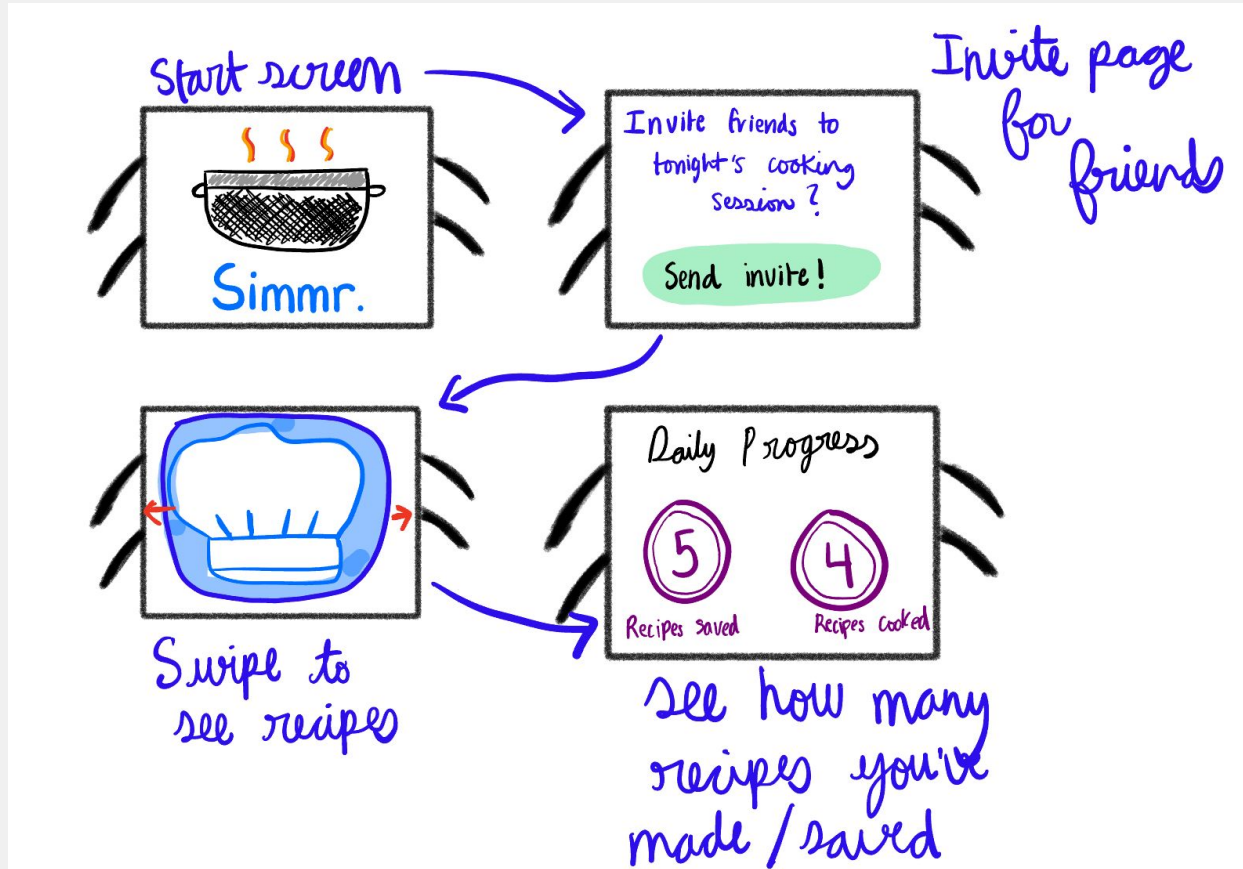 Start screen
Simmr.
Invite page
for
friends
Invite friends to
tonight's cooking
session?
Send invite!
Swipe to
see recipes
Daily Progress
5
4
Recipes saved
Recipes cooked
see how many
recipes you've
made/saved